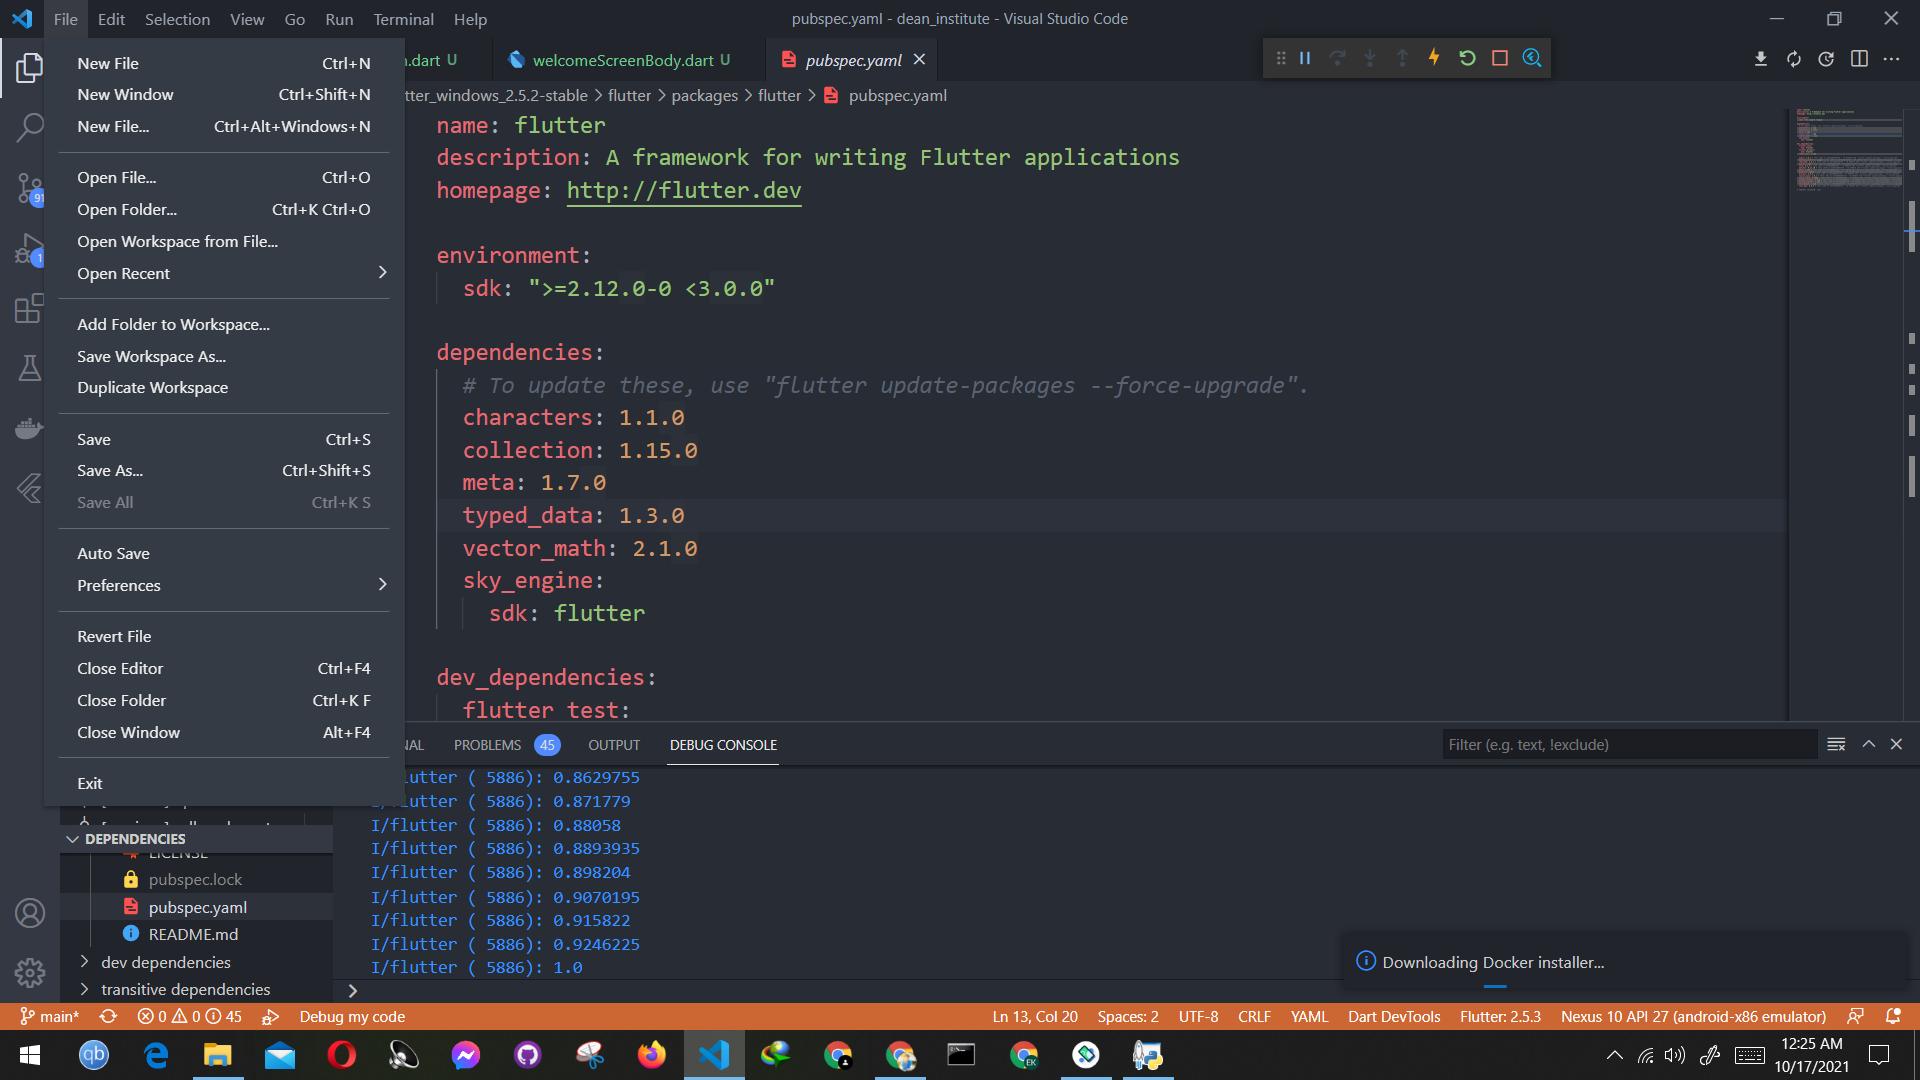 File Edit Selection View Go Run Terminal Help
pubspec.yaml - dean_institute - Visual Studio Code
New File Ctrl+N
New Window Ctrl+Shift+N
New File... Ctrl+Alt+Windows+N
Open File... Ctrl+O
Open Folder... Ctrl+K Ctrl+O
Open Workspace from File...
Open Recent
Add Folder to Workspace...
Save Workspace As...
Duplicate Workspace
Save Ctrl+S
Save As... Ctrl+Shift+S
Save All Ctrl+K S
Auto Save
Preferences
Revert File
Close Editor Ctrl+F4
Close Folder Ctrl+K F
Close Window Alt+F4
Exit
.dart U
welcomeScreenBody.dart U
pubspec.yaml
tter_windows_2.5.2-stable > flutter > packages > flutter > pubspec.yaml
name: flutter
description: A framework for writing Flutter applications
homepage: http://flutter.dev
environment:
sdk: ">=2.12.0-0 <3.0.0"
dependencies:
# To update these, use "flutter update-packages --force-upgrade".
characters: 1.1.0
collection: 1.15.0
meta: 1.7.0
typed_data: 1.3.0
vector_math: 2.1.0
sky_engine:
sdk: flutter
dev_dependencies:
flutter_test:
NAL PROBLEMS 45 OUTPUT DEBUG CONSOLE
Filter (e.g. text, !exclude)
utter ( 5886): 0.8629755
utter ( 5886): 0.871779
I/flutter ( 5886): 0.88058
I/flutter ( 5886): 0.8893935
I/flutter ( 5886): 0.898204
I/flutter ( 5886): 0.9070195
I/flutter ( 5886): 0.915822
I/flutter ( 5886): 0.9246225
I/flutter ( 5886): 1.0
DEPENDENCIES
LICENSE
pubspec.lock
pubspec.yaml
README.md
dev dependencies
transitive dependencies
Downloading Docker installer...
main* 0 0 45 Debug my code
Ln 13, Col 20 Spaces: 2 UTF-8 CRLF YAML Dart DevTools Flutter: 2.5.3 Nexus 10 API 27 (android-x86 emulator)
qb
EK
12:25 AM
10/17/2021